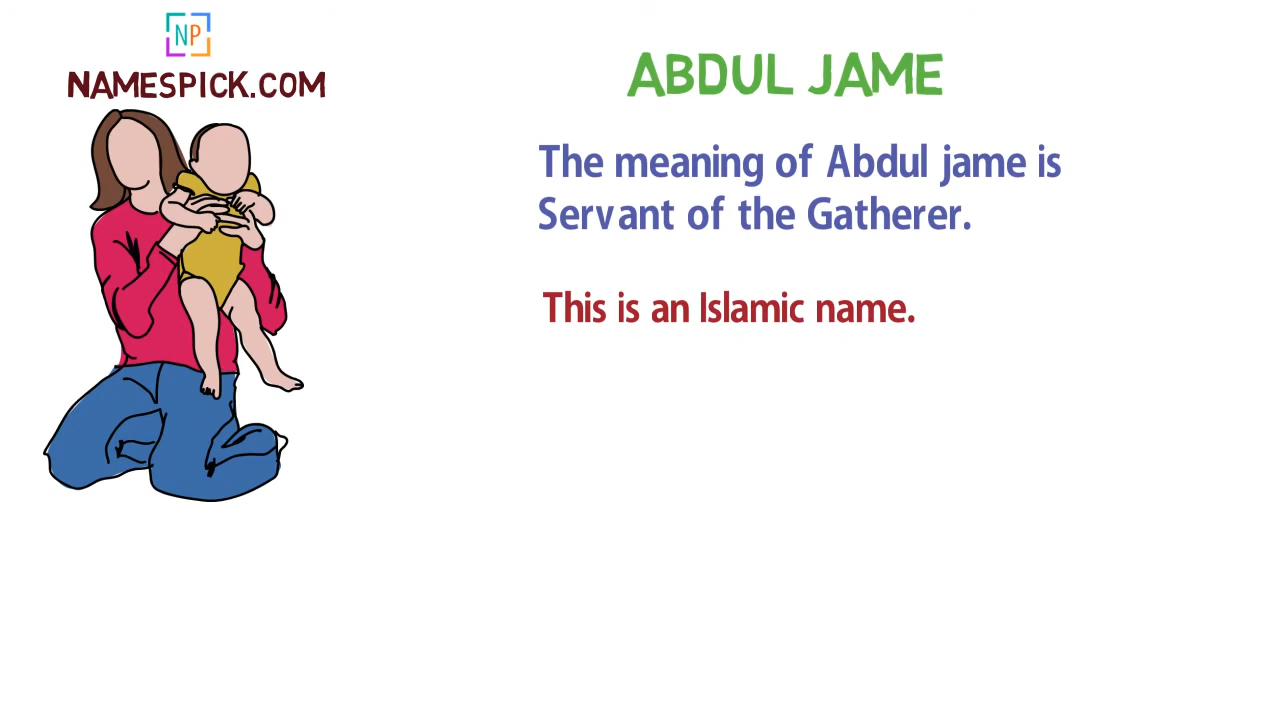 NP
NAMESPICK.COM
ABDUL JAME
The meaning of Abdul jame is
Servant of the Gatherer.
This is an Islamic name.